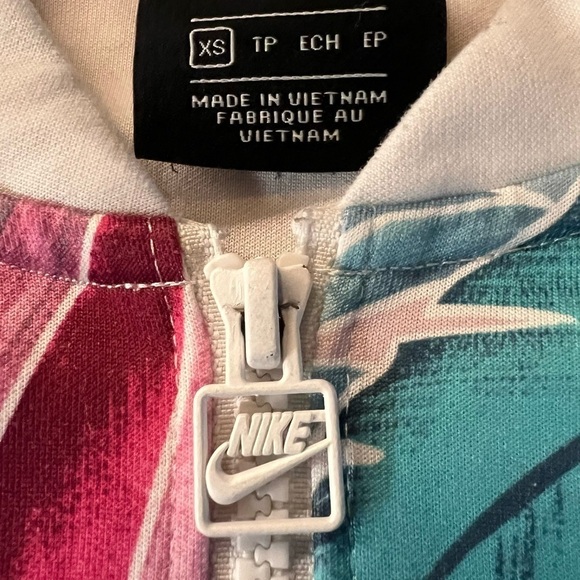 XS TP ECH EP
MADE IN VIETNAM
FABRIQUE AU
VIETNAM
NIKE